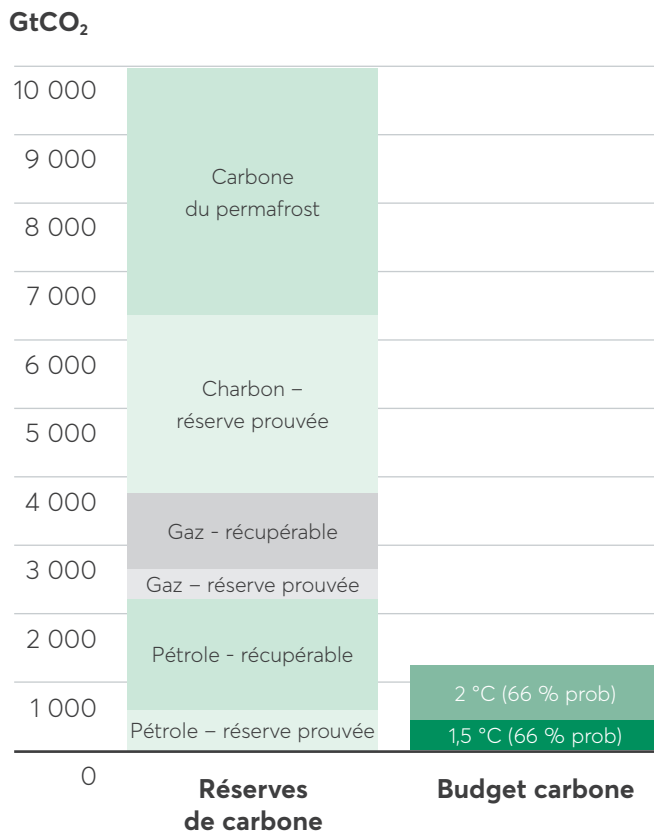 GtCO₂
10 000
9 000
Carbone
du permafrost
8 000
7 000
6 000
Charbon –
réserve prouvée
5 000
4 000
Gaz - récupérable
3 000
Gaz – réserve prouvée
2 000
Pétrole - récupérable
2 °C (66 % prob)
1 000
Pétrole – réserve prouvée
1,5 °C (66 % prob)
0
Réserves
de carbone
Budget carbone